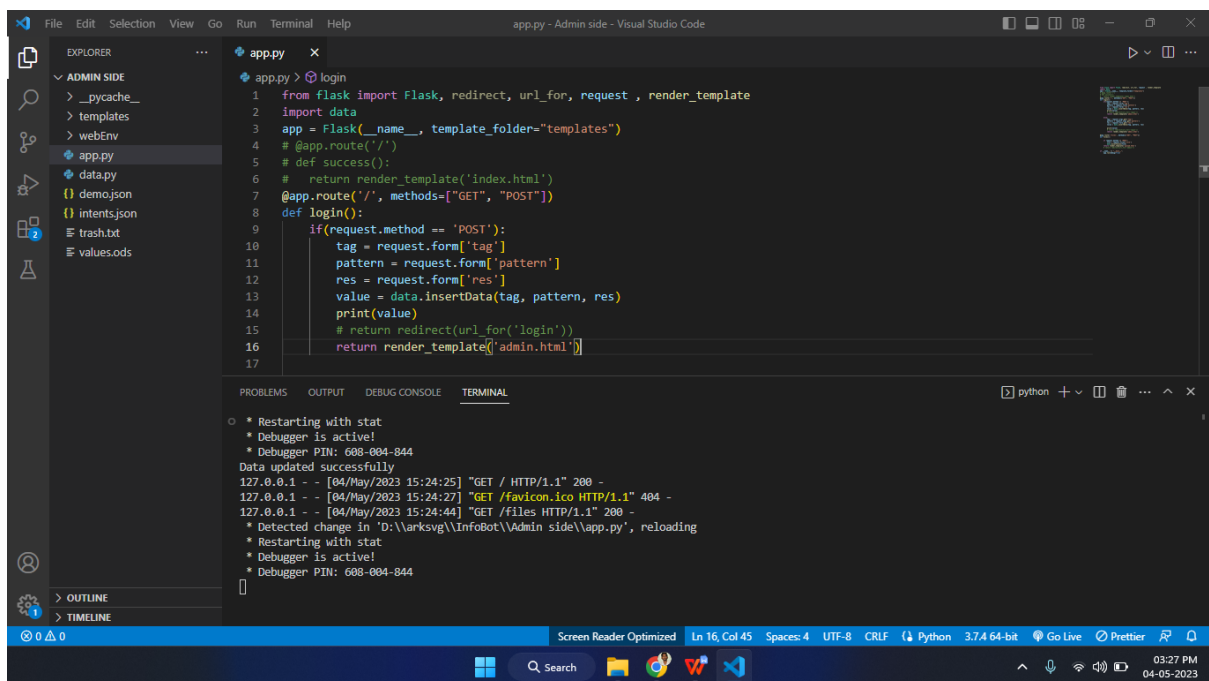 File Edit Selection View Go Run Terminal Help app.py - Admin side - Visual Studio Code
EXPLORER ···
ADMIN SIDE
__pycache__
templates
webEnv
app.py
data.py
{} demo.json
{} intents.json
trash.txt
values.ods
OUTLINE
TIMELINE
app.py ×
app.py > login
1 from flask import Flask, redirect, url_for, request , render_template
2 import data
3 app = Flask(__name__, template_folder="templates")
4 # @app.route('/')
5 # def success():
6 #   return render_template('index.html')
7 @app.route('/', methods=["GET", "POST"])
8 def login():
9     if(request.method == 'POST'):
10         tag = request.form['tag']
11         pattern = request.form['pattern']
12         res = request.form['res']
13         value = data.insertData(tag, pattern, res)
14         print(value)
15         # return redirect(url_for('login'))
16         return render_template('admin.html')
17
PROBLEMS OUTPUT DEBUG CONSOLE TERMINAL python
* Restarting with stat
* Debugger is active!
* Debugger PIN: 608-004-844
Data updated successfully
127.0.0.1 - - [04/May/2023 15:24:25] "GET / HTTP/1.1" 200 -
127.0.0.1 - - [04/May/2023 15:24:27] "GET /favicon.ico HTTP/1.1" 404 -
127.0.0.1 - - [04/May/2023 15:24:44] "GET /files HTTP/1.1" 200 -
* Detected change in 'D:\\arksvg\\InfoBot\\Admin side\\app.py', reloading
* Restarting with stat
* Debugger is active!
* Debugger PIN: 608-004-844
2
1
0 0 Screen Reader Optimized Ln 16, Col 45 Spaces: 4 UTF-8 CRLF Python 3.7.4 64-bit Go Live Prettier
Search 03:27 PM
04-05-2023